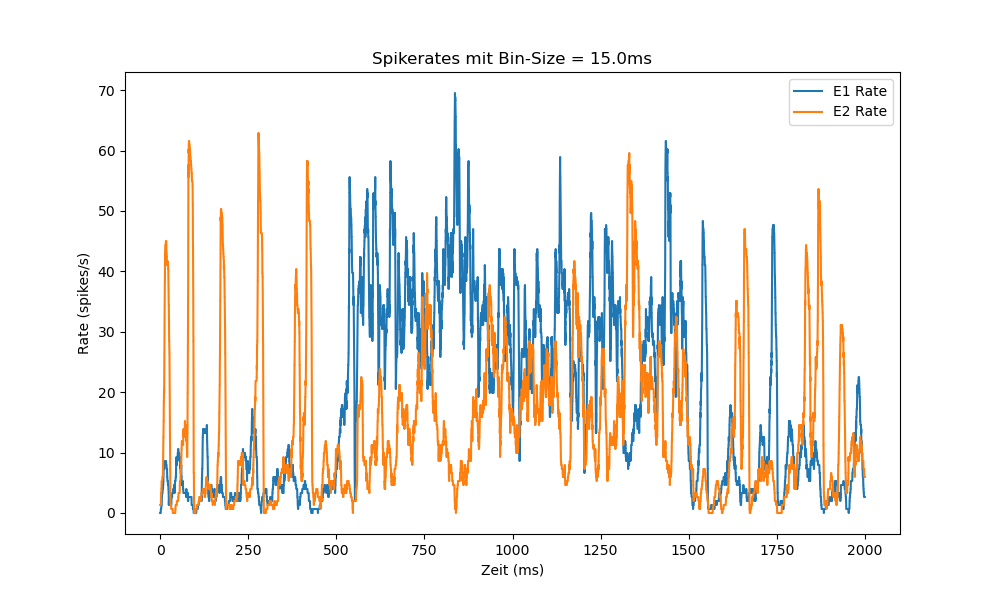 Spikerates mit Bin-Size = 15.0ms
E1 Rate
E2 Rate
70
60
50
40
30
20
10
0
Rate (spikes/s)
0 250 500 750 1000 1250 1500 1750 2000
Zeit (ms)